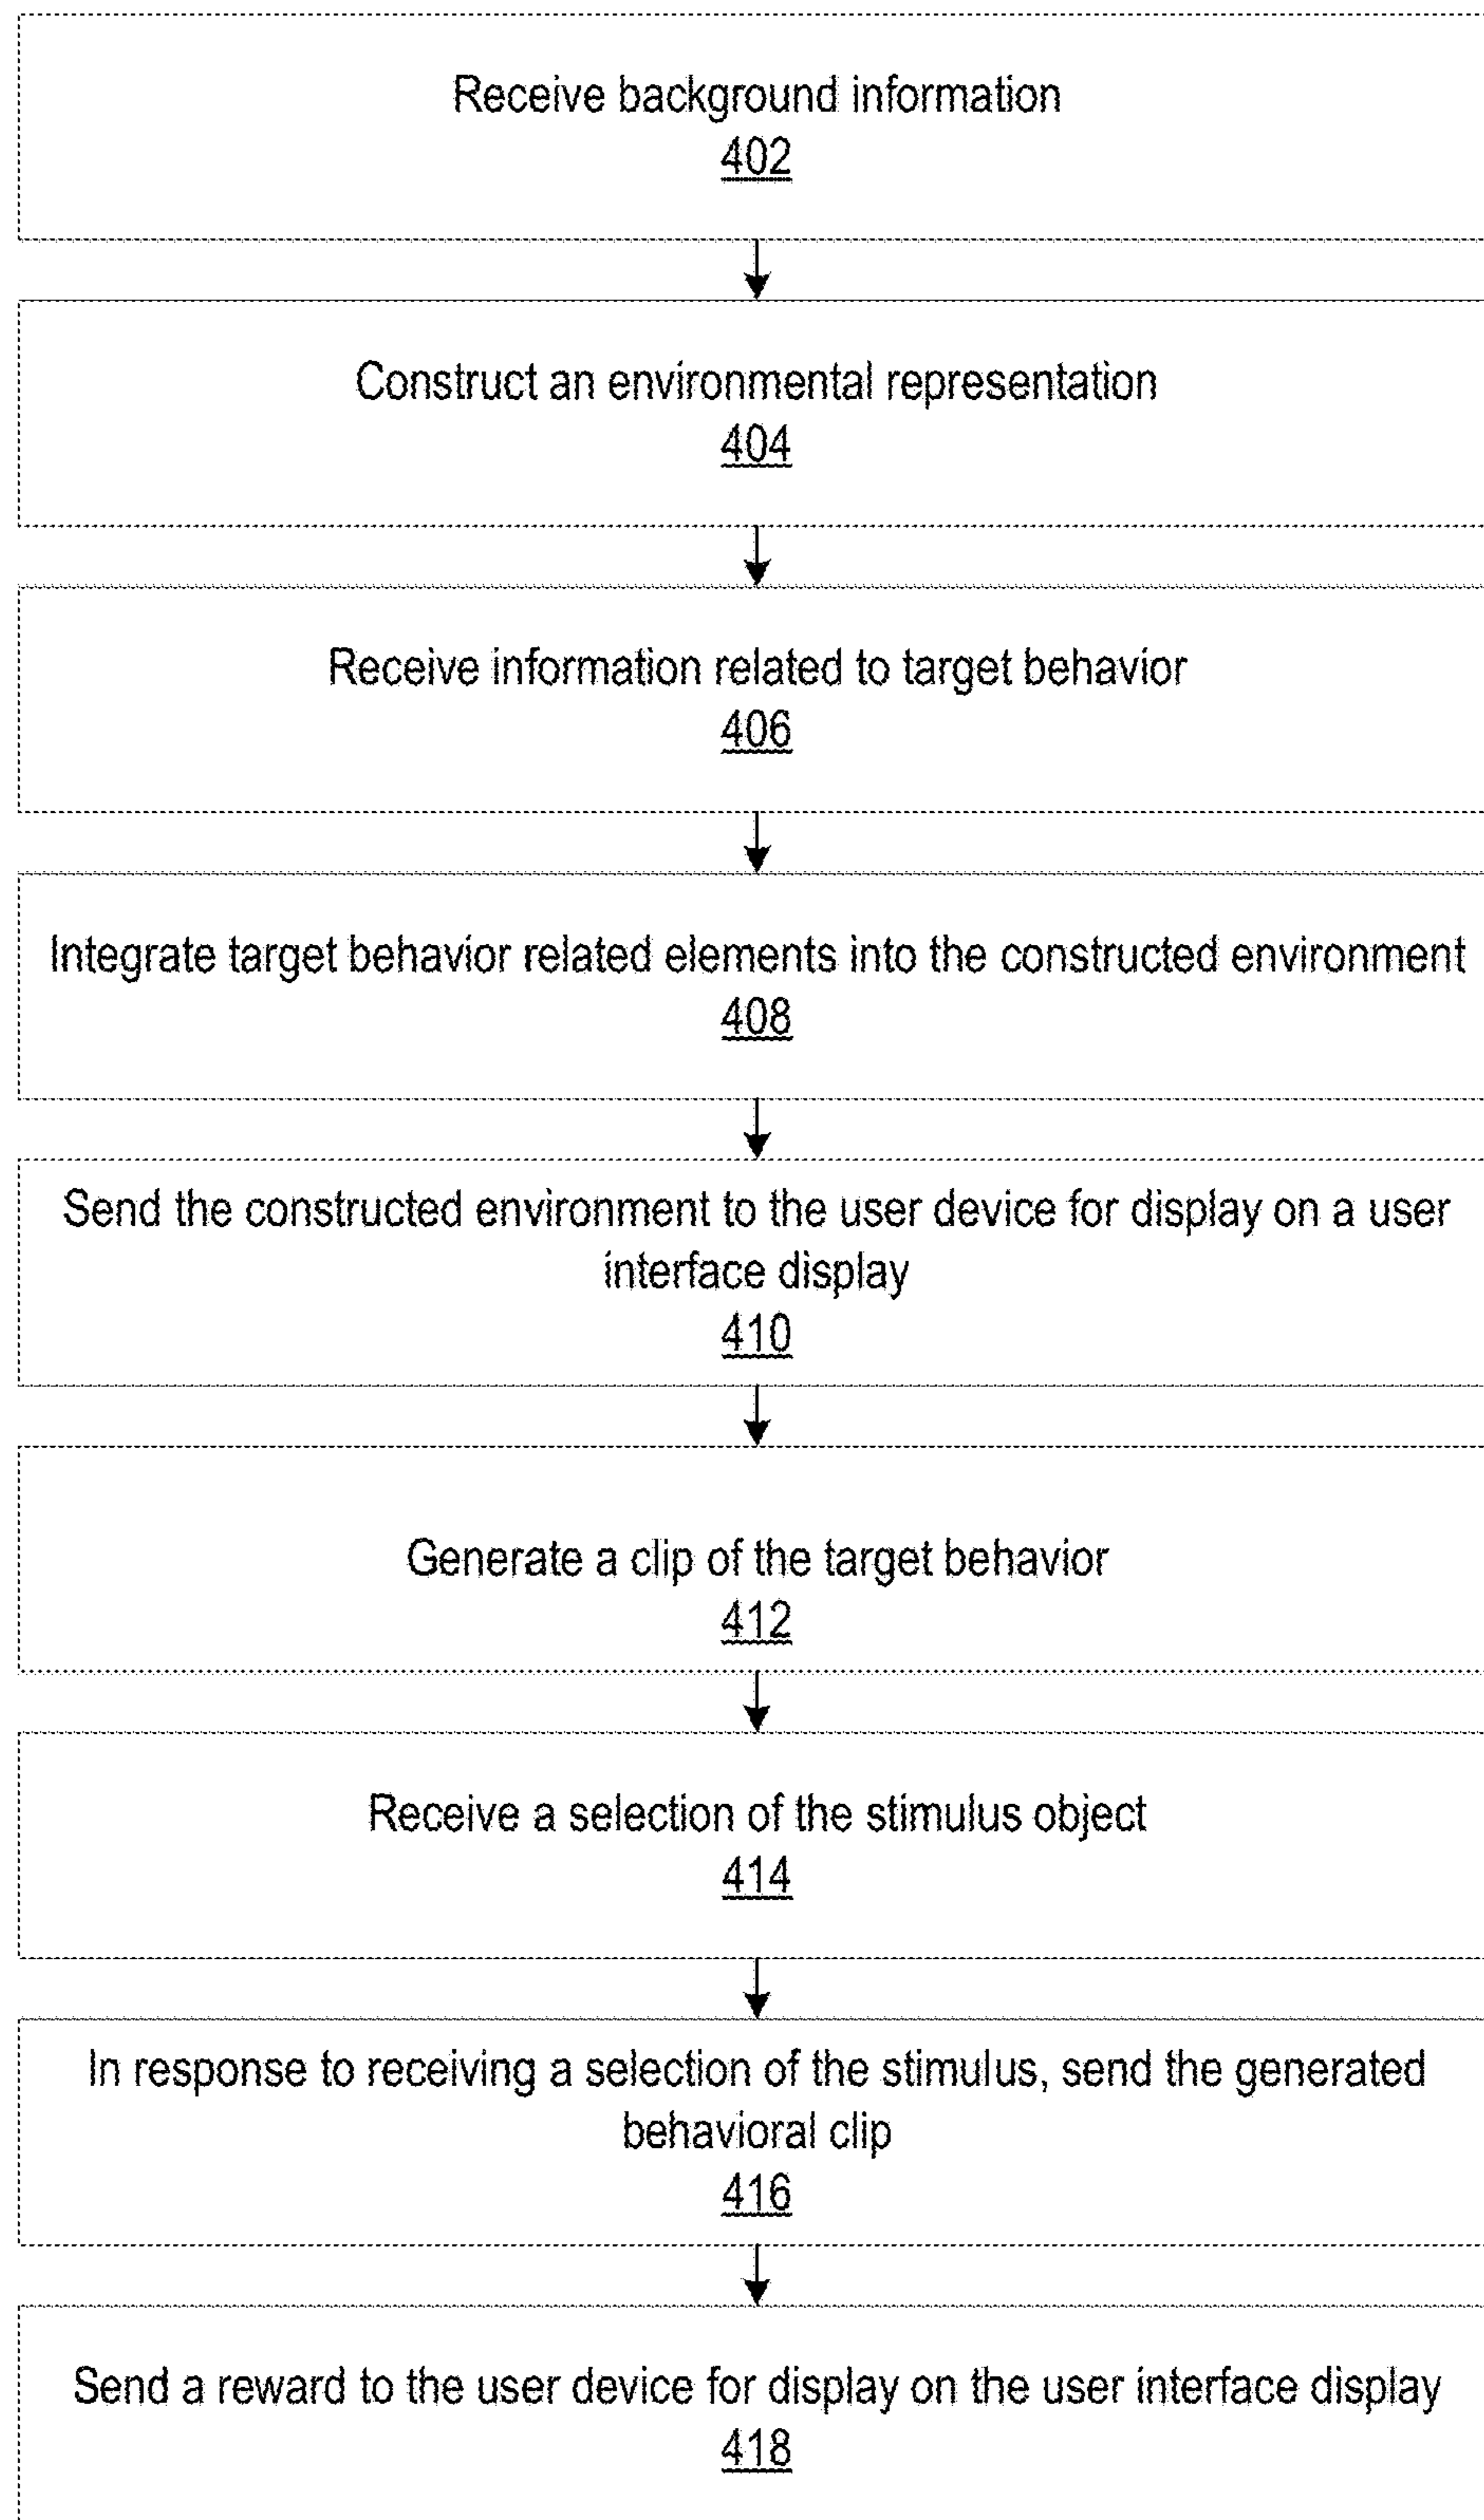 Receive background information
402
Construct an environmental representation
404
Receive information related to target behavior
406
Integrate target behavior related elements into the constructed environment
408
Send the constructed environment to the user device for display on a user
interface display
410
Generate a clip of the target behavior
412
Receive a selection of the stimulus object
414
In response to receiving a selection of the stimulus, send the generated
behavioral clip
416
Send a reward to the user device for display on the user interface display
418